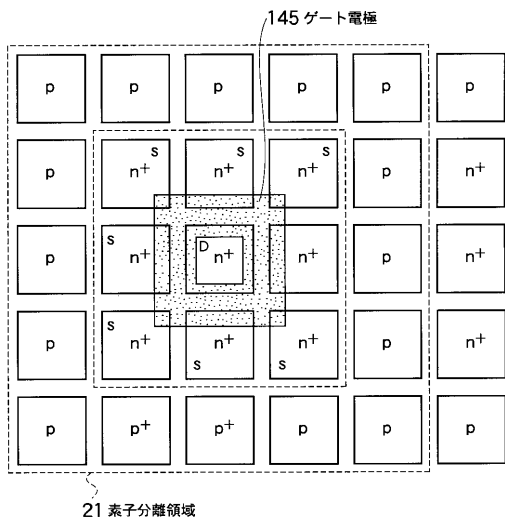 145 ゲート電極
p p p p p p
p n+ S n+ S n+ S p n+
p S n+ D n+ n+ p n+
p S n+ n+ S n+ S p n+
p p+ p+ p p p
21 素子分離領域